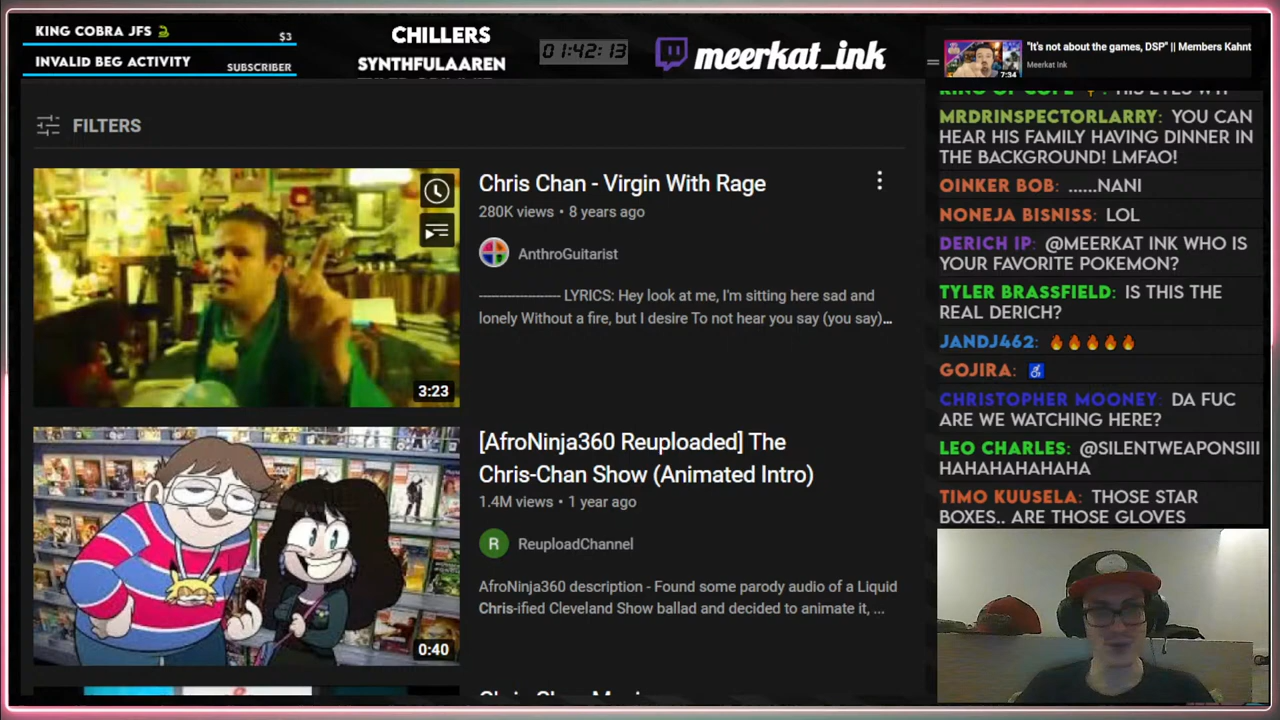 KING COBRA JFS
$3
INVALID BEG ACTIVITY
SUBSCRIBER
CHILLERS
SYNTHFULAAREN
01:42:13
meerkat_ink
"It's not about the games, DSP" || Members Kahnt
Meerkat Ink
7:34
FILTERS
Chris Chan - Virgin With Rage
280K views • 8 years ago
AnthroGuitarist
-------------------- LYRICS: Hey look at me, I'm sitting here sad and
lonely Without a fire, but I desire To not hear you say (you say)...
3:23
[AfroNinja360 Reuploaded] The
Chris-Chan Show (Animated Intro)
1.4M views • 1 year ago
R
ReuploadChannel
AfroNinja360 description - Found some parody audio of a Liquid
Chris-ified Cleveland Show ballad and decided to animate it, ...
0:40
KING OF COPE : HIS EYES WTF
MRDRINSPECTORLARRY: YOU CAN
HEAR HIS FAMILY HAVING DINNER IN
THE BACKGROUND! LMFAO!
OINKER BOB: ......NANI
NONEJA BISNISS: LOL
DERICH IP: @MEERKAT INK WHO IS
YOUR FAVORITE POKEMON?
TYLER BRASSFIELD: IS THIS THE
REAL DERICH?
JANDJ462:
GOJIRA:
CHRISTOPHER MOONEY: DA FUC
ARE WE WATCHING HERE?
LEO CHARLES: @SILENTWEAPONSIII
HAHAHAHAHAHA
TIMO KUUSELA: THOSE STAR
BOXES.. ARE THOSE GLOVES